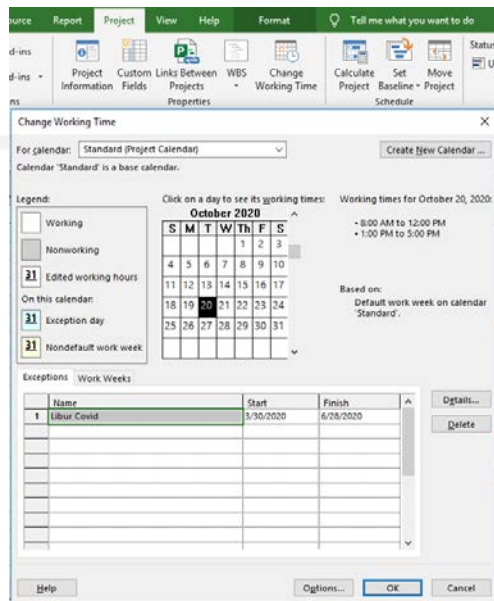 ource Report Project View Help Format Tell me what you want to do
d-ins
d-ins
ns
Project Information
Custom Fields
Links Between Projects
WBS
Change Working Time
Properties
Calculate Project
Set Baseline
Move Project
Schedule
Status
U
Change Working Time
For calendar: Standard (Project Calendar)
Create New Calendar ...
Calendar 'Standard' is a base calendar.
Legend:
Working
Nonworking
31 Edited working hours
On this calendar:
31 Exception day
31 Nondefault work week
Click on a day to see its working times:
October 2020
S M T W Th F S
1 2 3
4 5 6 7 8 9 10
11 12 13 14 15 16 17
18 19 20 21 22 23 24
25 26 27 28 29 30 31
Working times for October 20, 2020:
• 8:00 AM to 12:00 PM
• 1:00 PM to 5:00 PM
Based on:
Default work week on calendar
'Standard'.
Exceptions Work Weeks
Name Start Finish
1 Libur Covid 3/30/2020 6/28/2020
Details...
Delete
Help Options... OK Cancel